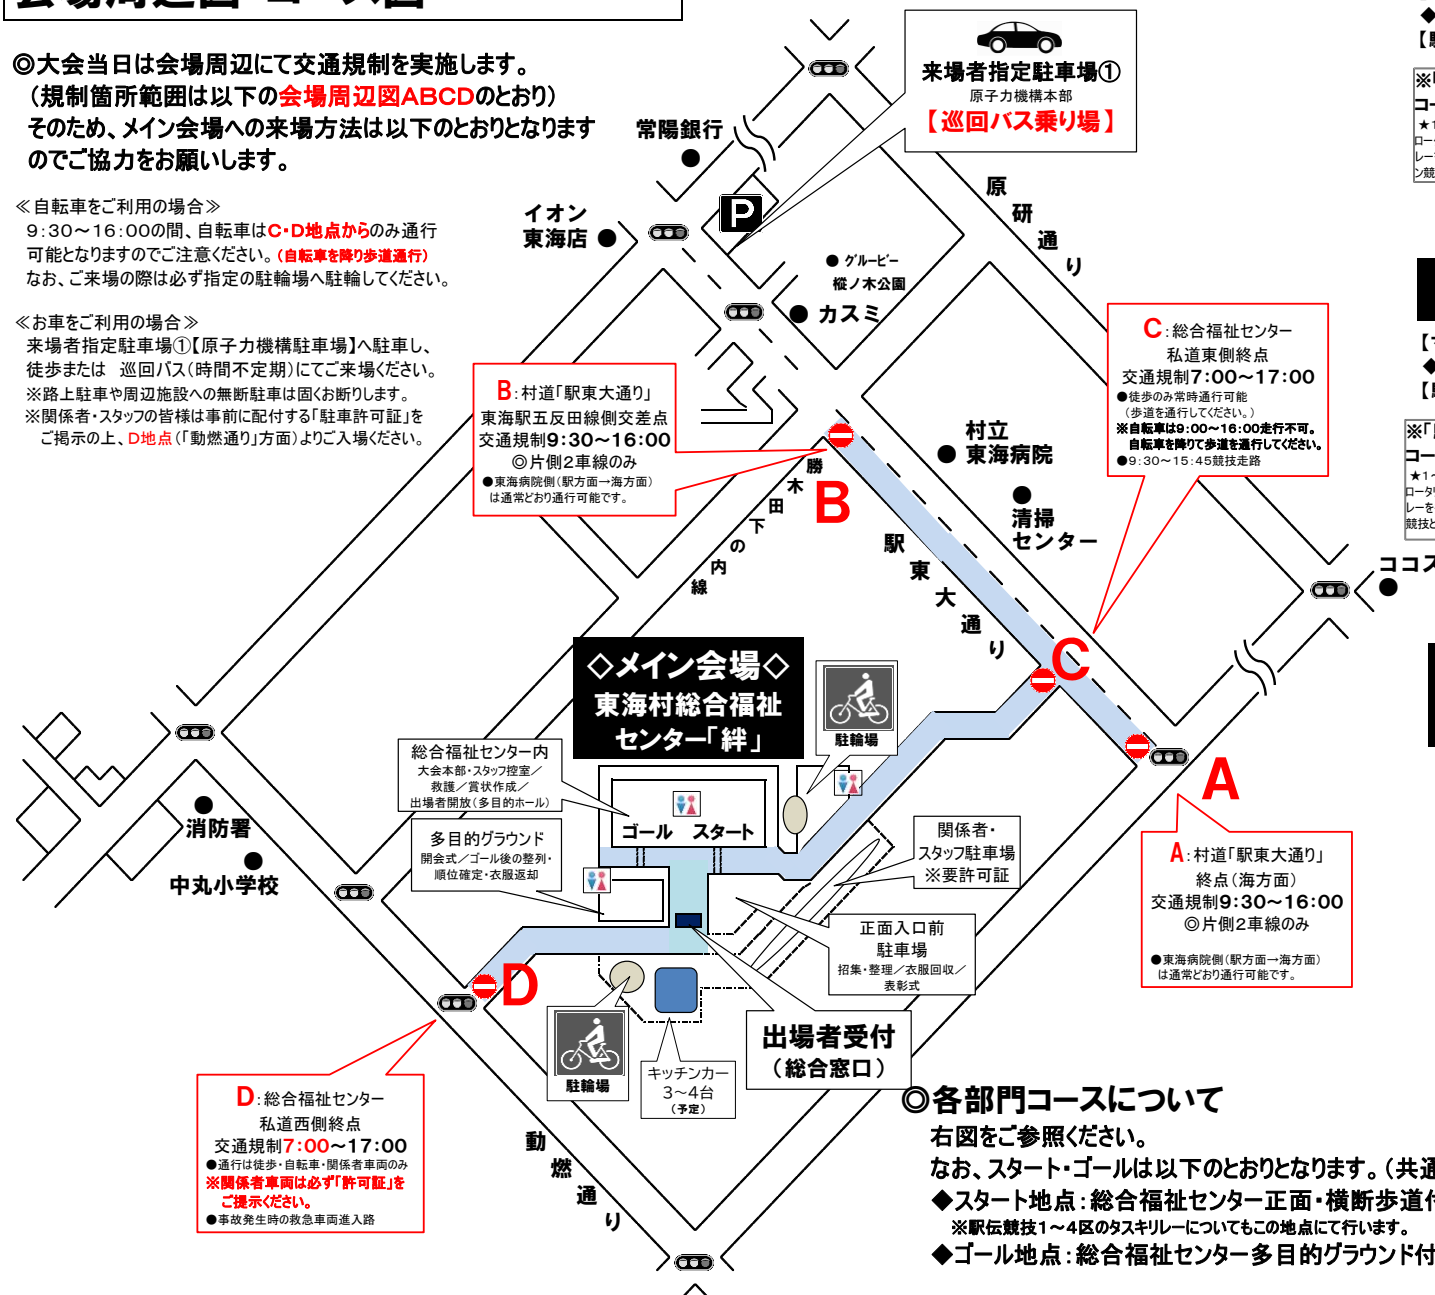 会場周辺図・コース図
◎大会当日は会場周辺にて交通規制を実施します。
（規制箇所範囲は以下の会場周辺図ABCDのとおり）
そのため、メイン会場への来場方法は以下のとおりとなります
のでご協力をお願いします。
≪自転車をご利用の場合≫
9:30～16:00の間、自転車はC・D地点からのみ通行
可能となりますのでご注意ください。（自転車を降り歩道通行）
なお、ご来場の際は必ず指定の駐輪場へ駐輪してください。
≪お車をご利用の場合≫
来場者指定駐車場①【原子力機構駐車場】へ駐車し、
徒歩または 巡回バス（時間不定期）にてご来場ください。
※路上駐車や周辺施設への無断駐車は固くお断りします。
※関係者・スタッフの皆様は事前に配付する「駐車許可証」を
ご掲示の上、D地点（「動燃通り」方面）よりご入場ください。
来場者指定駐車場①
原子力機構本部
【巡回バス乗り場】
常陽銀行
P
イオン
東海店
原研通り
グルービー
樅ノ木公園
カスミ
B：村道「駅東大通り」
東海駅五反田線側交差点
交通規制9:30～16:00
◎片側2車線のみ
●東海病院側（駅方面→海方面）
は通常どおり通行可能です。
C：総合福祉センター
私道東側終点
交通規制7:00～17:00
●徒歩のみ常時通行可能
（歩道を通行してください。）
※自転車は9:00～16:00走行不可。
自転車を降りて歩道を通行してください。
●9:30～15:45競技走路
村立
東海病院
清掃
センター
B
勝木田下の内線
駅東大通り
C
ココス
◇メイン会場◇
東海村総合福祉
センター「絆」
駐輪場
総合福祉センター内
大会本部・スタッフ控室／
救護／賞状作成／
出場者開放（多目的ホール）
ゴール スタート
多目的グラウンド
開会式／ゴール後の整列・
順位確定・衣服返却
関係者・
スタッフ駐車場
※要許可証
A
A：村道「駅東大通り」
終点（海方面）
交通規制9:30～16:00
◎片側2車線のみ
●東海病院側（駅方面→海方面）
は通常どおり通行可能です。
消防署
中丸小学校
正面入口前
駐車場
招集・整理／衣服回収／
表彰式
D
駐輪場
キッチンカー
3～4台
（予定）
出場者受付
（総合窓口）
D：総合福祉センター
私道西側終点
交通規制7:00～17:00
●通行は徒歩・自転車・関係者車両のみ
※関係者車両は必ず「許可証」を
ご提示ください。
●事故発生時の救急車両進入路
動燃通り
◎各部門コースについて
右図をご参照ください。
なお、スタート・ゴールは以下のとおりとなります。（共通
◆スタート地点：総合福祉センター正面・横断歩道付
※駅伝競技1～4区のタスキリレーについてもこの地点にて行います。
◆ゴール地点：総合福祉センター多目的グラウンド付